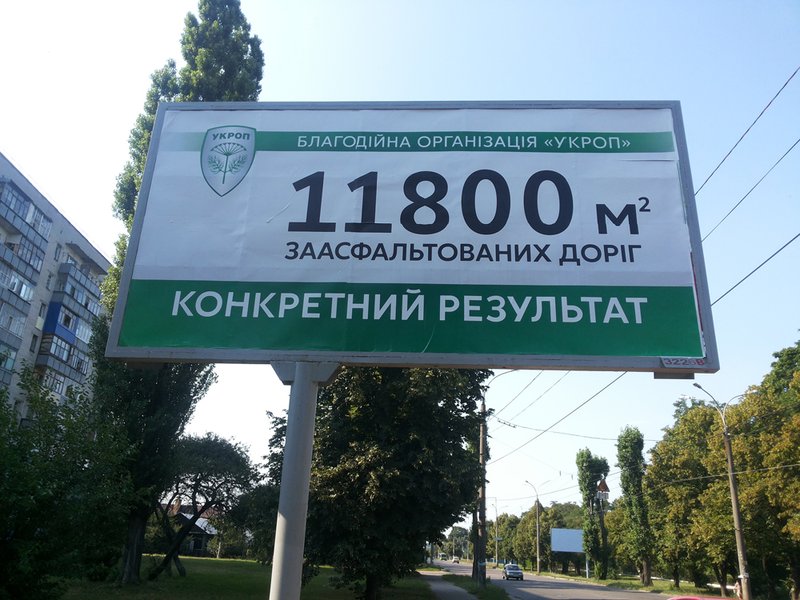 УКРОП
БЛАГОДІЙНА ОРГАНІЗАЦІЯ «УКРОП»
11800 м²
ЗААСФАЛЬТОВАНИХ ДОРІГ
КОНКРЕТНИЙ РЕЗУЛЬТАТ